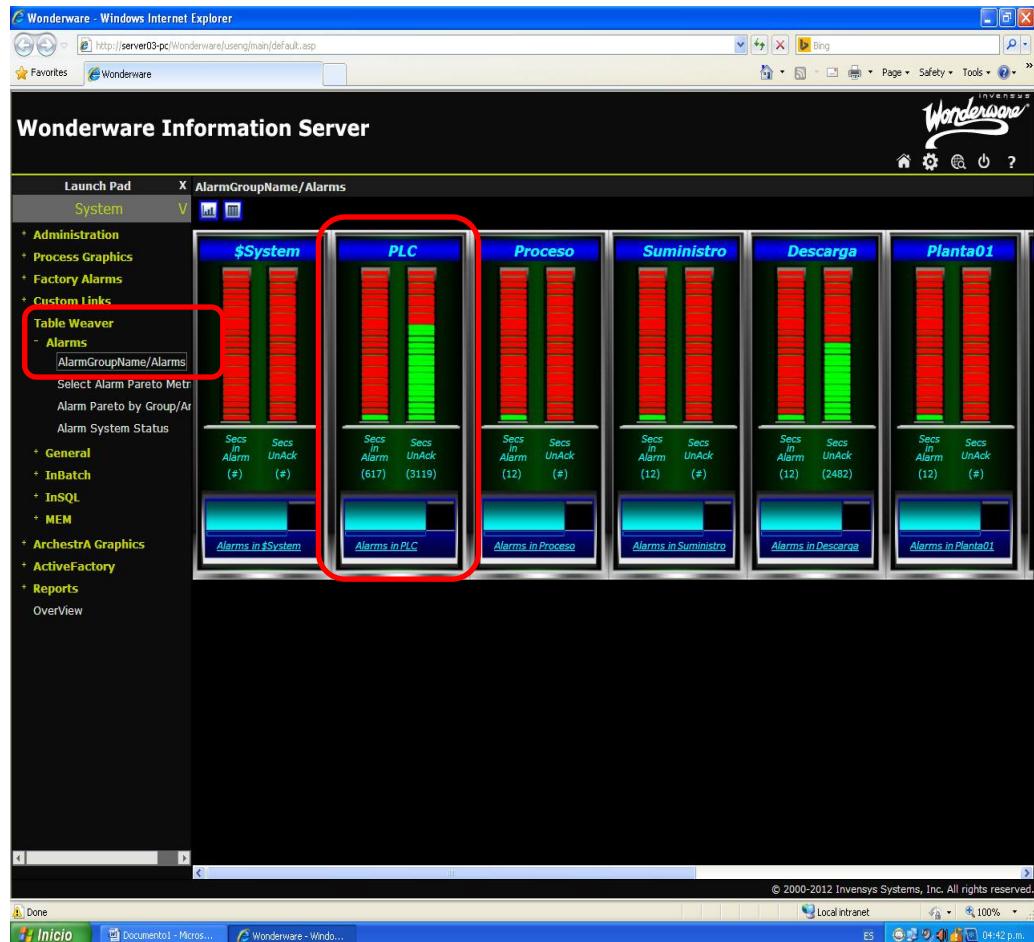 Wonderware - Windows Internet Explorer
http://server03-pc/Wonderware/useng/main/default.asp
Bing
Favorites
Wonderware
Page
Safety
Tools
Wonderware Information Server
invensys
Wonderware
Launch Pad X
AlarmGroupName/Alarms
System V
+ Administration
+ Process Graphics
+ Factory Alarms
+ Custom Links
Table Weaver
- Alarms
AlarmGroupName/Alarms
Select Alarm Pareto Metr
Alarm Pareto by Group/Ar
Alarm System Status
+ General
+ InBatch
+ InSQL
+ MEM
+ ArchestrA Graphics
+ ActiveFactory
+ Reports
OverView
$System
Secs in Alarm
Secs UnAck
(#) (#)
Alarms in $System
PLC
Secs in Alarm
Secs UnAck
(617) (3119)
Alarms in PLC
Proceso
Secs in Alarm
Secs UnAck
(12) (#)
Alarms in Proceso
Suministro
Secs in Alarm
Secs UnAck
(12) (#)
Alarms in Suministro
Descarga
Secs in Alarm
Secs UnAck
(12) (2482)
Alarms in Descarga
Planta01
Secs in Alarm
Secs UnAck
(12) (#)
Alarms in Planta01
© 2000-2012 Invensys Systems, Inc. All rights reserved.
Done
Local intranet
100%
Inicio
Documento1 - Micros...
Wonderware - Windo...
ES
04:42 p.m.